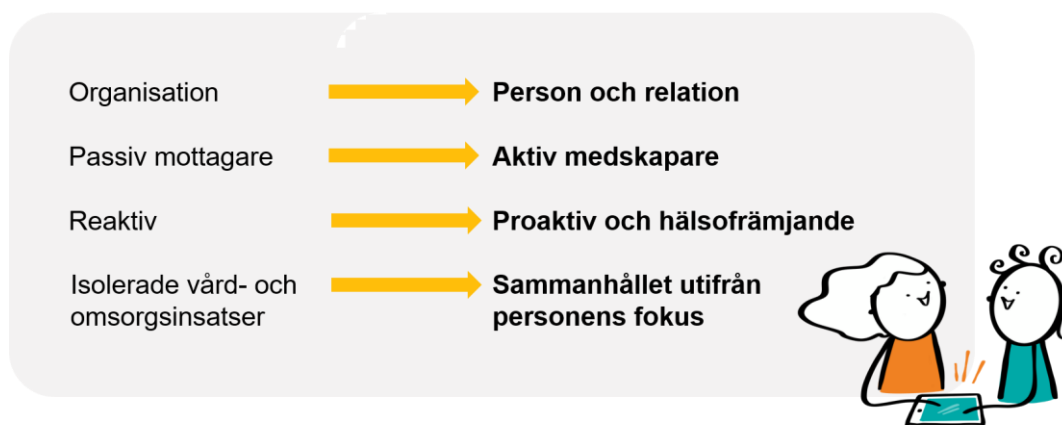 Organisation
Person och relation
Passiv mottagare
Aktiv medskapare
Reaktiv
Proaktiv och hälsofrämjande
Isolerade vård- och
omsorgsinsatser
Sammanhållet utifrån
personens fokus